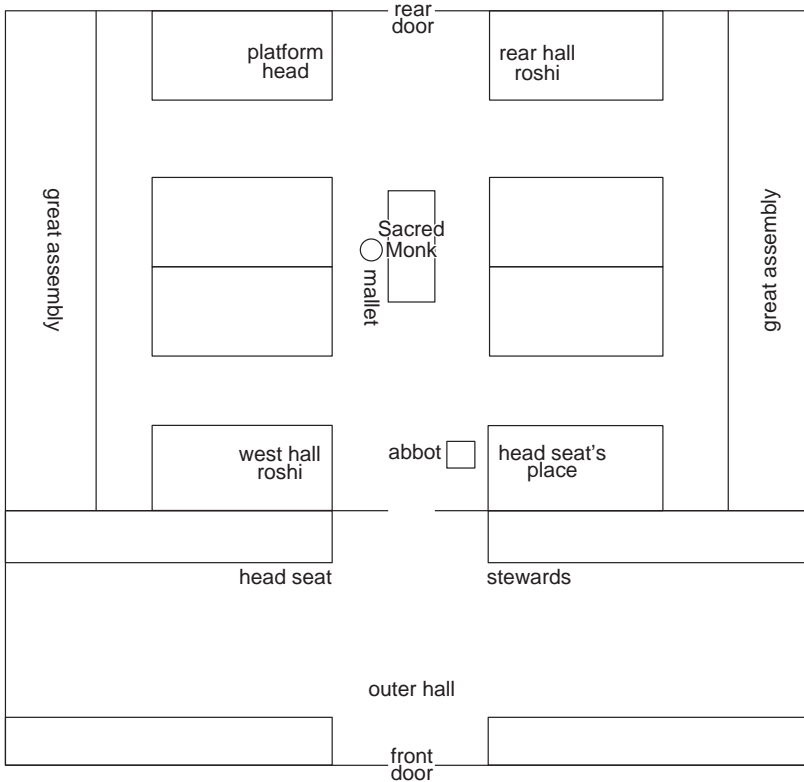 rear
door
platform
head
rear hall
roshi
great assembly
Sacred
Monk
mallet
great assembly
west hall
roshi
abbot
head seat's
place
head seat
stewards
outer hall
front
door